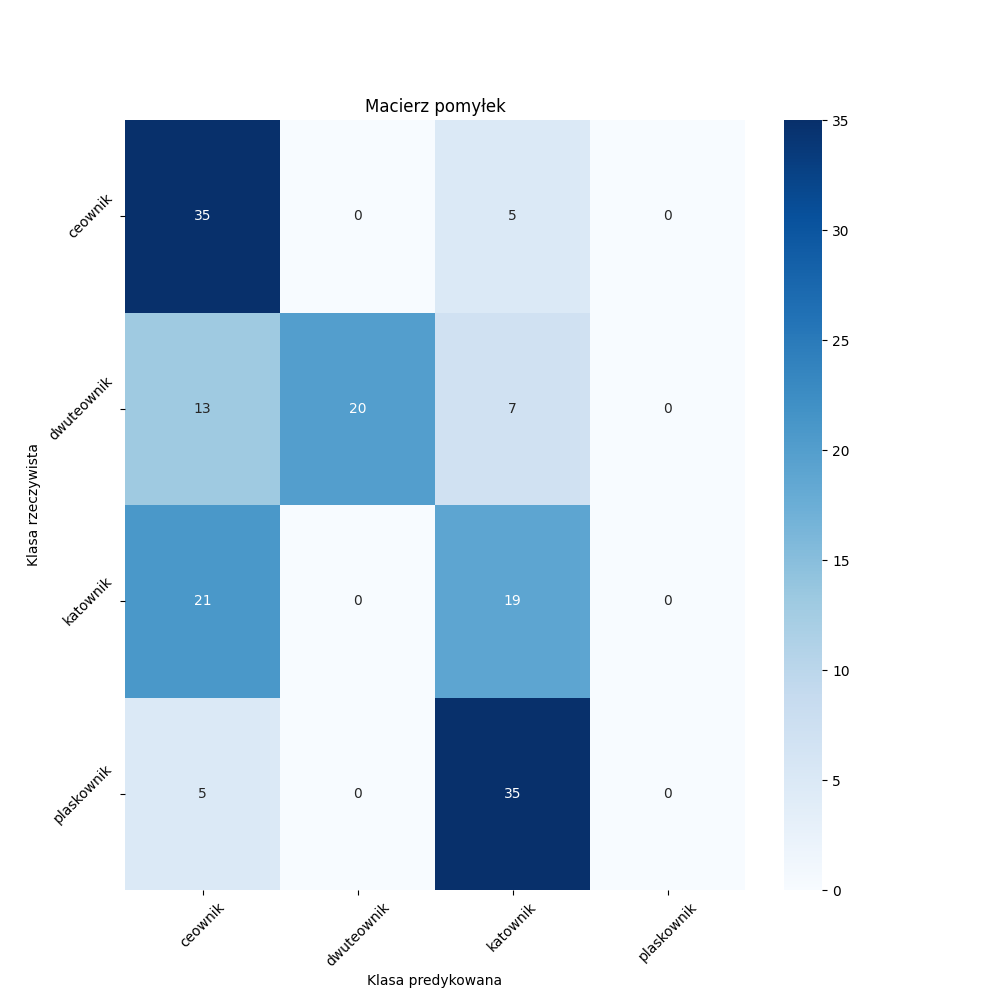 Macierz pomyłek
35 0 5 0
13 20 7 0
21 0 19 0
5 0 35 0
ceownik
dwuteownik
katownik
plaskownik
Klasa rzeczywista
ceownik
dwuteownik
katownik
plaskownik
Klasa predykowana
35
30
25
20
15
10
5
0